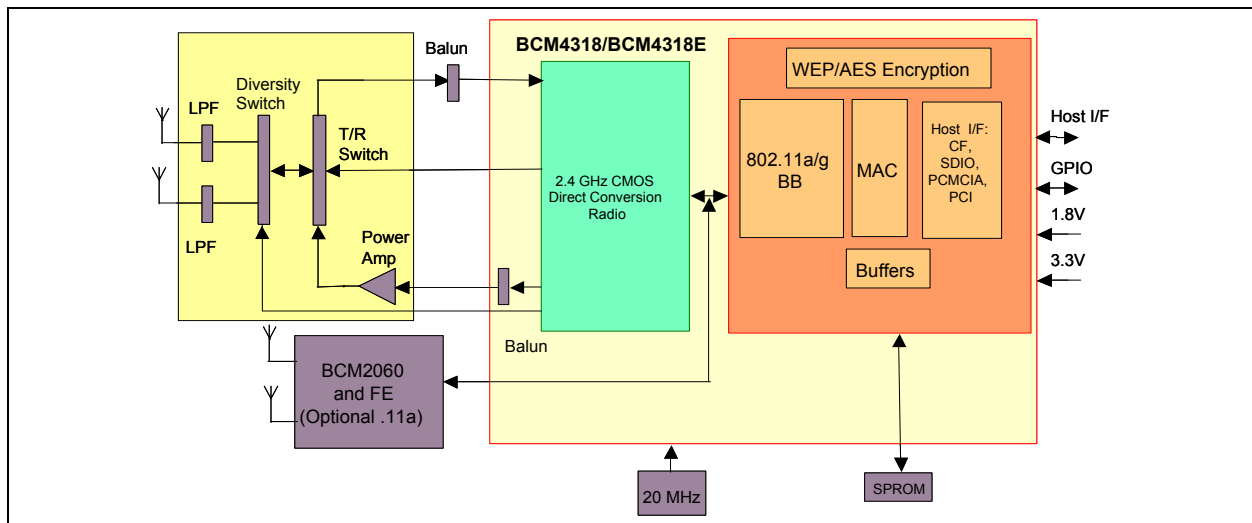 BCM4318/BCM4318E
Balun
LPF
Diversity
Switch
T/R
Switch
LPF
Power
Amp
Balun
2.4 GHz CMOS
Direct Conversion
Radio
WEP/AES Encryption
802.11a/g
BB
MAC
Host I/F:
CF,
SDIO,
PCMCIA,
PCI
Buffers
Host I/F
GPIO
1.8V
3.3V
BCM2060
and FE
(Optional .11a)
20 MHz
SPROM